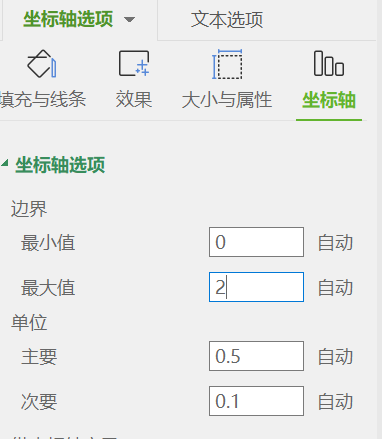 坐标轴选项 文本选项
填充与线条 效果 大小与属性 坐标轴
坐标轴选项
边界
最小值 0 自动
最大值 2 自动
单位
主要 0.5 自动
次要 0.1 自动